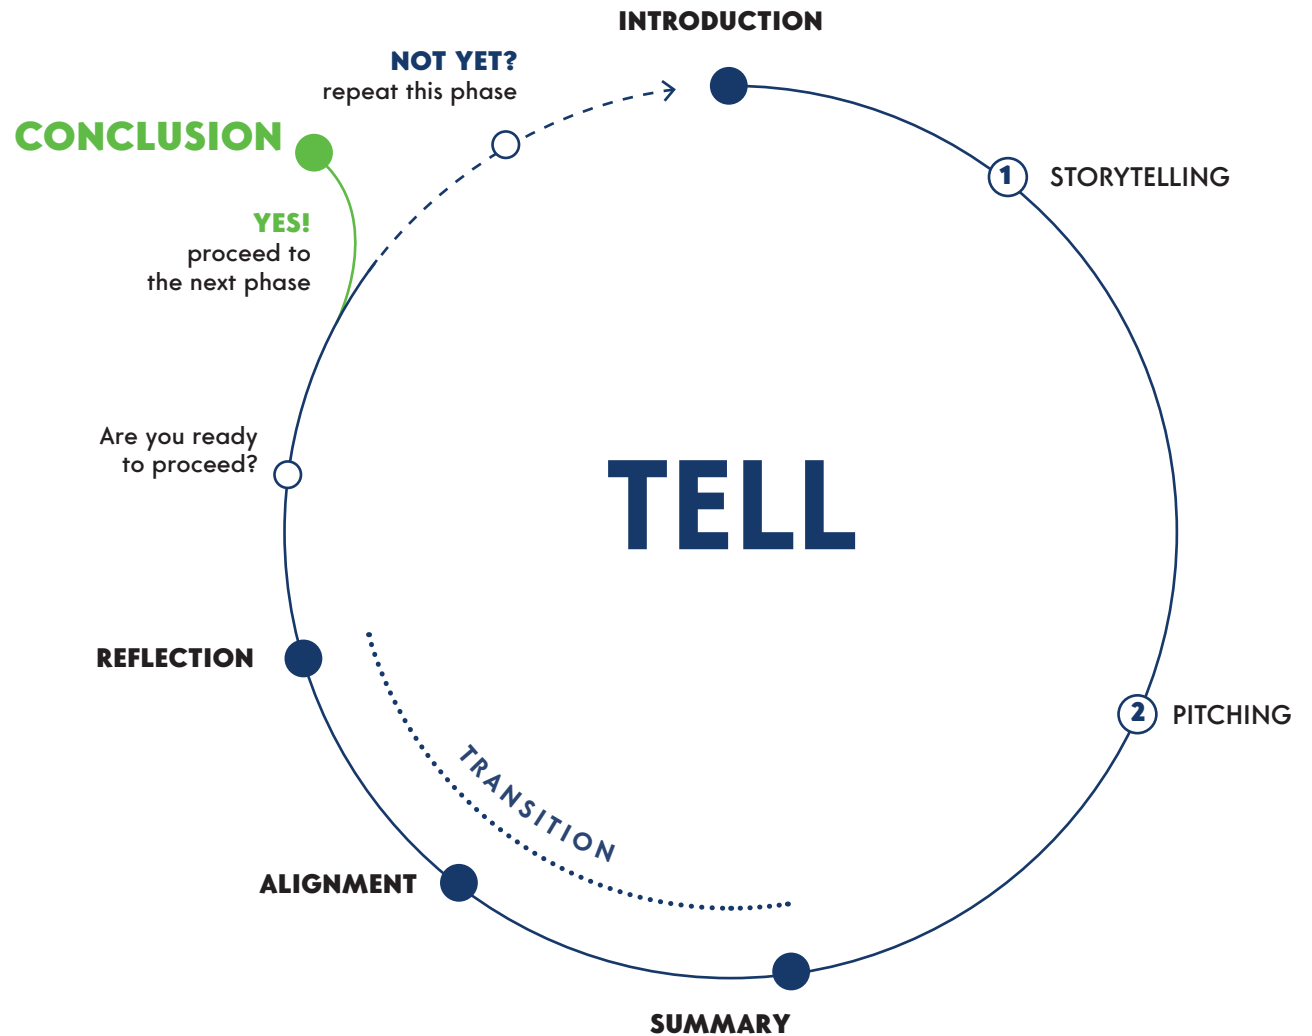 INTRODUCTION
NOT YET?
repeat this phase
CONCLUSION
1 STORYTELLING
YES!
proceed to
the next phase
Are you ready
to proceed?
TELL
REFLECTION
2 PITCHING
TRANSITION
ALIGNMENT
SUMMARY